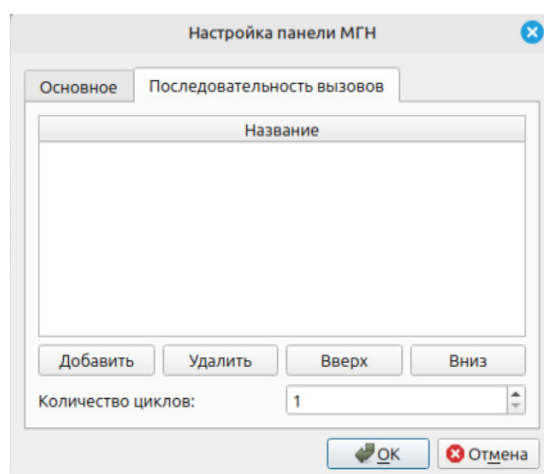 Настройка панели МГН
Основное Последовательность вызовов
Название
Добавить Удалить Вверх Вниз
Количество циклов: 1
OK Отмена